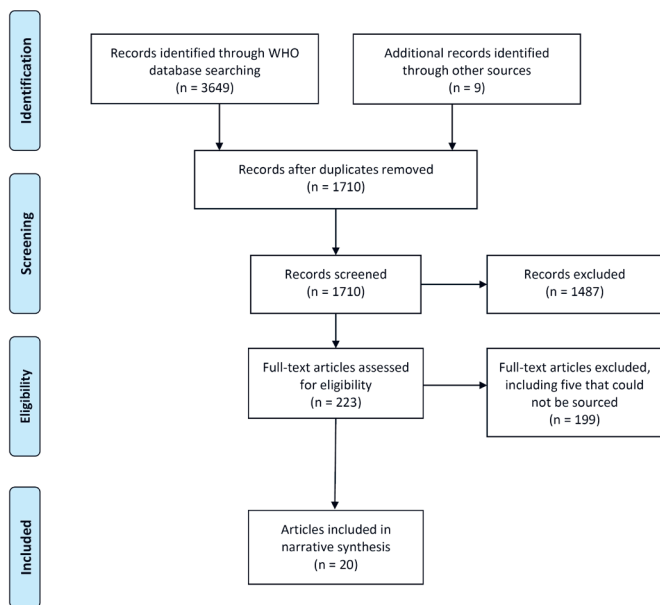 Identification
Records identified through WHO
database searching
(n = 3649)
Additional records identified
through other sources
(n = 9)
Records after duplicates removed
(n = 1710)
Screening
Records screened
(n = 1710)
Records excluded
(n = 1487)
Eligibility
Full-text articles assessed
for eligibility
(n = 223)
Full-text articles excluded,
including five that could
not be sourced
(n = 199)
Included
Articles included in
narrative synthesis
(n = 20)